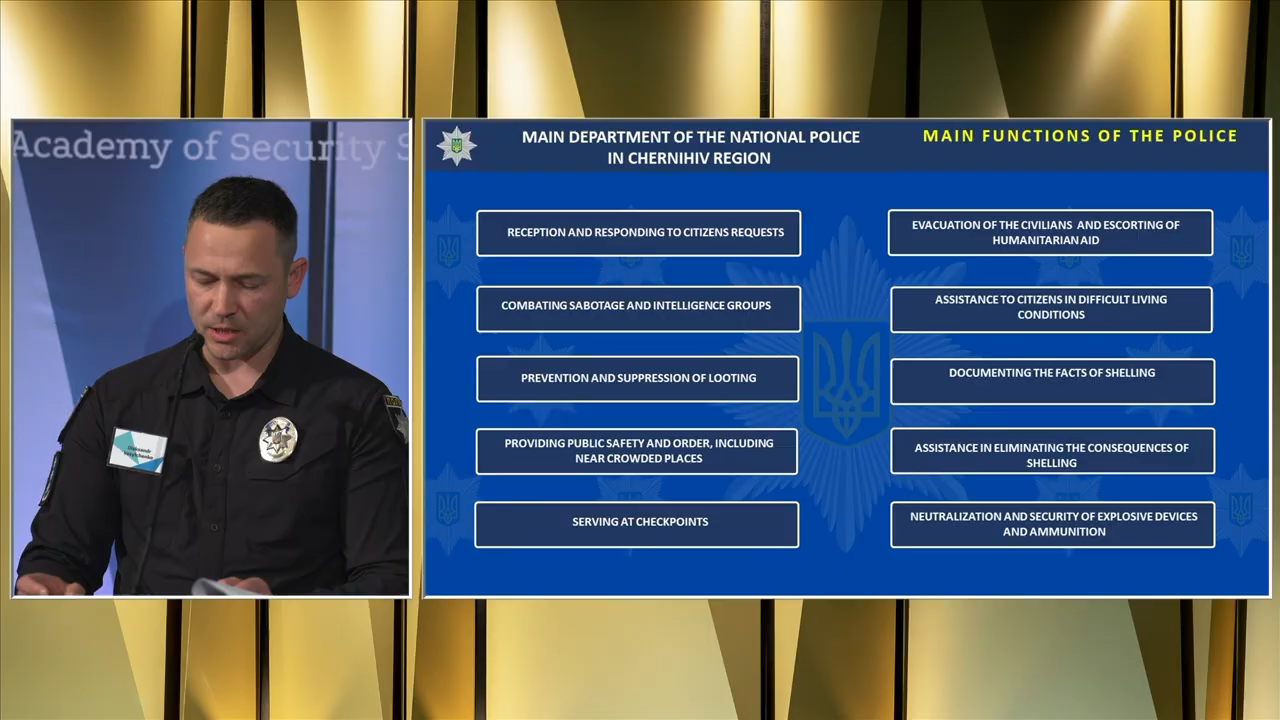 Academy of Security S
Oleksandr
MAIN DEPARTMENT OF THE NATIONAL POLICE
IN CHERNIHIV REGION
MAIN FUNCTIONS OF THE POLICE
RECEPTION AND RESPONDING TO CITIZENS REQUESTS
COMBATING SABOTAGE AND INTELLIGENCE GROUPS
PREVENTION AND SUPPRESSION OF LOOTING
PROVIDING PUBLIC SAFETY AND ORDER, INCLUDING
NEAR CROWDED PLACES
SERVING AT CHECKPOINTS
EVACUATION OF THE CIVILIANS AND ESCORTING OF
HUMANITARIAN AID
ASSISTANCE TO CITIZENS IN DIFFICULT LIVING
CONDITIONS
DOCUMENTING THE FACTS OF SHELLING
ASSISTANCE IN ELIMINATING THE CONSEQUENCES OF
SHELLING
NEUTRALIZATION AND SECURITY OF EXPLOSIVE DEVICES
AND AMMUNITION